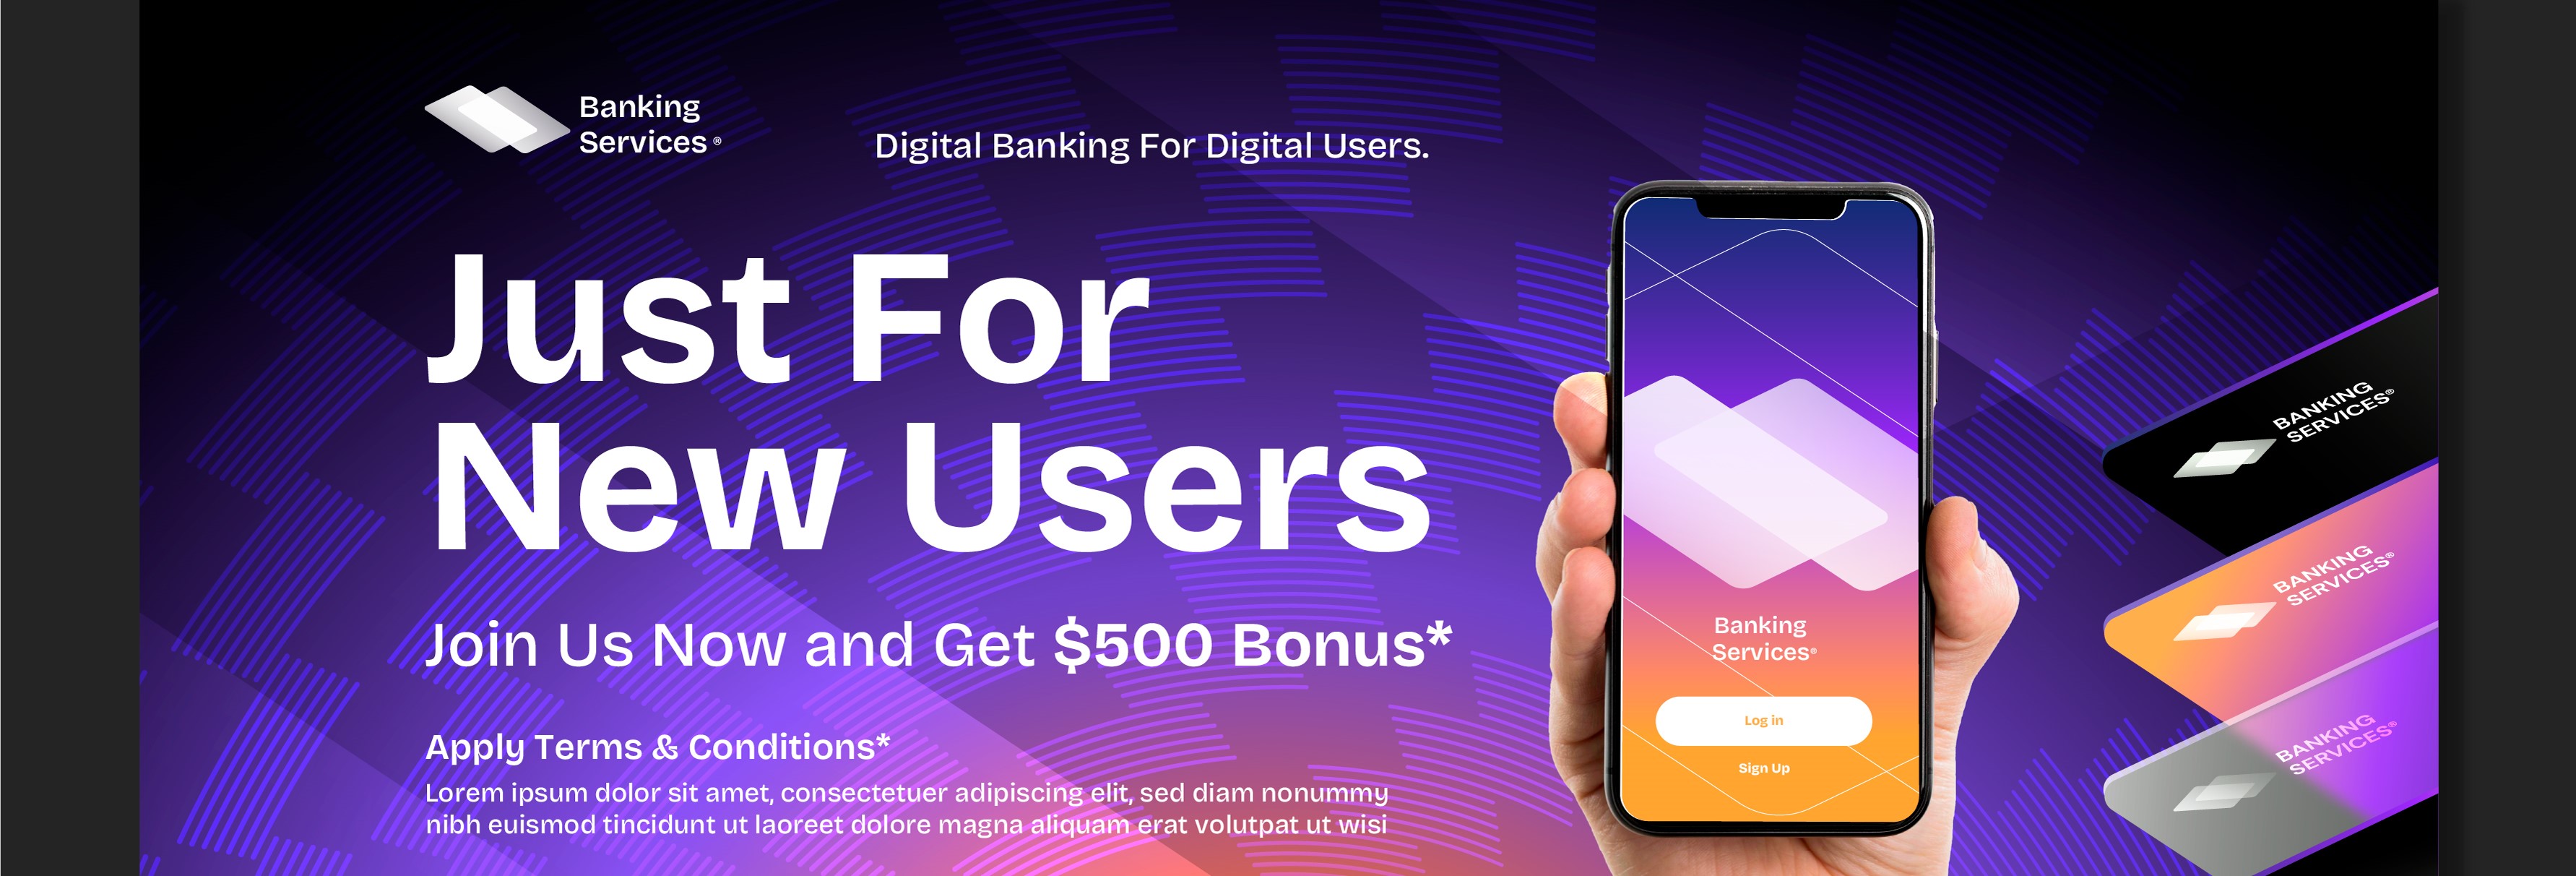 Banking
Services ®
Digital Banking For Digital Users.
Just For
New Users
Join Us Now and Get $500 Bonus*
Apply Terms & Conditions*
Lorem ipsum dolor sit amet, consectetuer adipiscing elit, sed diam nonummy
nibh euismod tincidunt ut laoreet dolore magna aliquam erat volutpat ut wisi
Banking
Services®
Log in
Sign Up
BANKING
SERVICES®
BANKING
SERVICES®
BANKING
SERVICES®